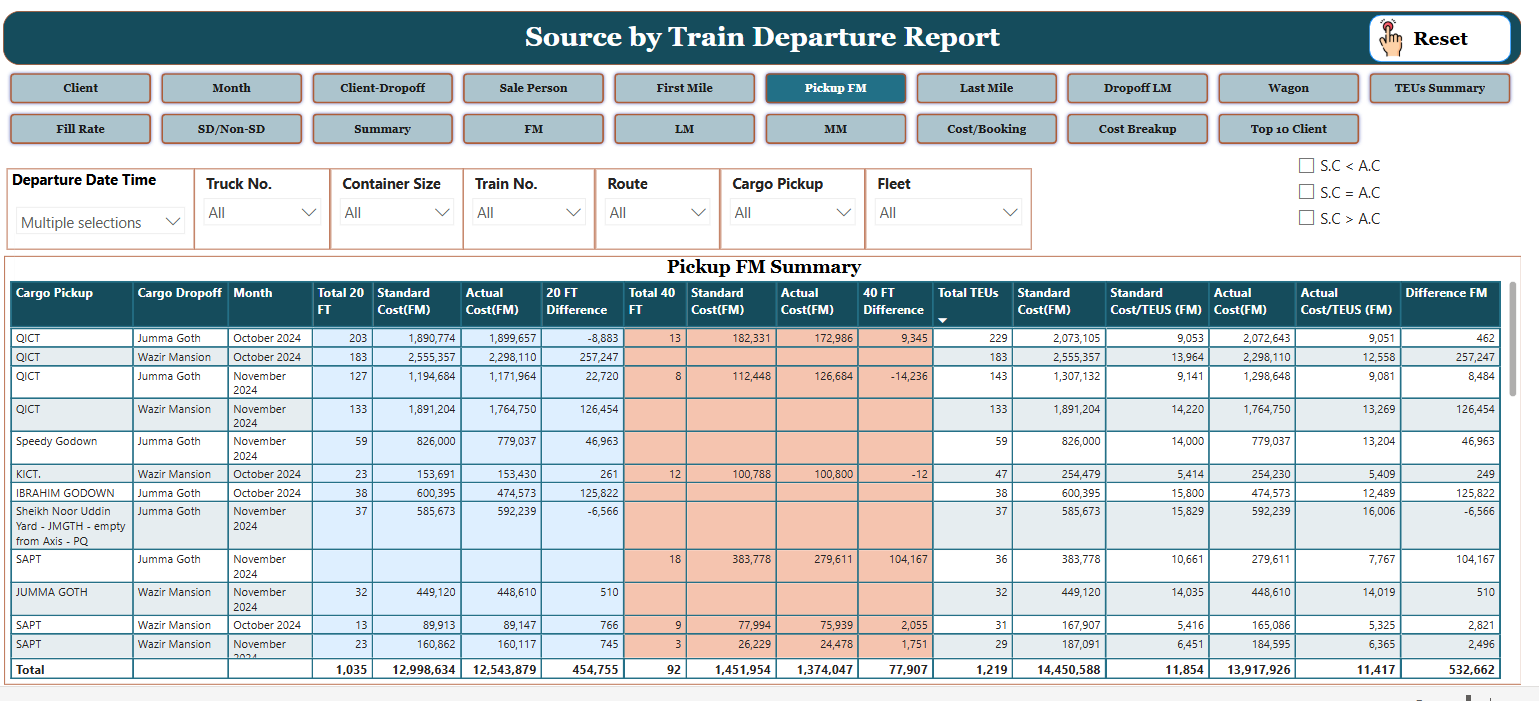 Source by Train Departure Report
Reset
Client Month Client-Dropoff Sale Person First Mile Pickup FM Last Mile Dropoff LM Wagon TEUs Summary
Fill Rate SD/Non-SD Summary FM LM MM Cost/Booking Cost Breakup Top 10 Client
Departure Date Time Truck No. Container Size Train No. Route Cargo Pickup Fleet
Multiple selections All All All All All All
S.C < A.C
S.C = A.C
S.C > A.C
Pickup FM Summary
Cargo Pickup Cargo Dropoff Month Total 20 FT Standard Cost(FM) Actual Cost(FM) 20 FT Difference Total 40 FT Standard Cost(FM) Actual Cost(FM) 40 FT Difference Total TEUs Standard Cost(FM) Standard Cost/TEUS (FM) Actual Cost(FM) Actual Cost/TEUS (FM) Difference FM
QICT Jumma Goth October 2024 203 1,890,774 1,899,657 -8,883 13 182,331 172,986 9,345 229 2,073,105 9,053 2,072,643 9,051 462
QICT Wazir Mansion October 2024 183 2,555,357 2,298,110 257,247 183 2,555,357 13,964 2,298,110 12,558 257,247
QICT Jumma Goth November 2024 127 1,194,684 1,171,964 22,720 8 112,448 126,684 -14,236 143 1,307,132 9,141 1,298,648 9,081 8,484
QICT Wazir Mansion November 2024 133 1,891,204 1,764,750 126,454 133 1,891,204 14,220 1,764,750 13,269 126,454
Speedy Godown Jumma Goth November 2024 59 826,000 779,037 46,963 59 826,000 14,000 779,037 13,204 46,963
KICT. Wazir Mansion October 2024 23 153,691 153,430 261 12 100,788 100,800 -12 47 254,479 5,414 254,230 5,409 249
IBRAHIM GODOWN Jumma Goth October 2024 38 600,395 474,573 125,822 38 600,395 15,800 474,573 12,489 125,822
Sheikh Noor Uddin Yard - JMGTH - empty from Axis - PQ Jumma Goth November 2024 37 585,673 592,239 -6,566 37 585,673 15,829 592,239 16,006 -6,566
SAPT Jumma Goth November 2024 18 383,778 279,611 104,167 36 383,778 10,661 279,611 7,767 104,167
JUMMA GOTH Wazir Mansion November 2024 32 449,120 448,610 510 32 449,120 14,035 448,610 14,019 510
SAPT Wazir Mansion October 2024 13 89,913 89,147 766 9 77,994 75,939 2,055 31 167,907 5,416 165,086 5,325 2,821
SAPT Wazir Mansion November 2024 23 160,862 160,117 745 3 26,229 24,478 1,751 29 187,091 6,451 184,595 6,365 2,496
Total 1,035 12,998,634 12,543,879 454,755 92 1,451,954 1,374,047 77,907 1,219 14,450,588 11,854 13,917,926 11,417 532,662